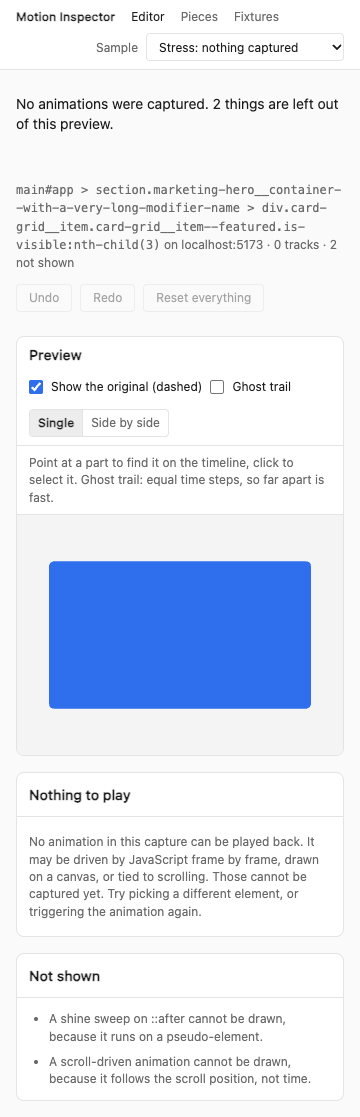 Motion Inspector Editor Pieces Fixtures
Sample Stress: nothing captured
No animations were captured. 2 things are left out
of this preview.
main#app > section.marketing-hero__container-
-with-a-very-long-modifier-name > div.card-
grid__item.card-grid__item--featured.is-
visible:nth-child(3) on localhost:5173 · 0 tracks · 2
not shown
Undo Redo Reset everything
Preview
Show the original (dashed) Ghost trail
Single Side by side
Point at a part to find it on the timeline, click to
select it. Ghost trail: equal time steps, so far apart is
fast.
Nothing to play
No animation in this capture can be played back. It
may be driven by JavaScript frame by frame, drawn
on a canvas, or tied to scrolling. Those cannot be
captured yet. Try picking a different element, or
triggering the animation again.
Not shown
• A shine sweep on ::after cannot be drawn,
because it runs on a pseudo-element.
• A scroll-driven animation cannot be drawn,
because it follows the scroll position, not time.